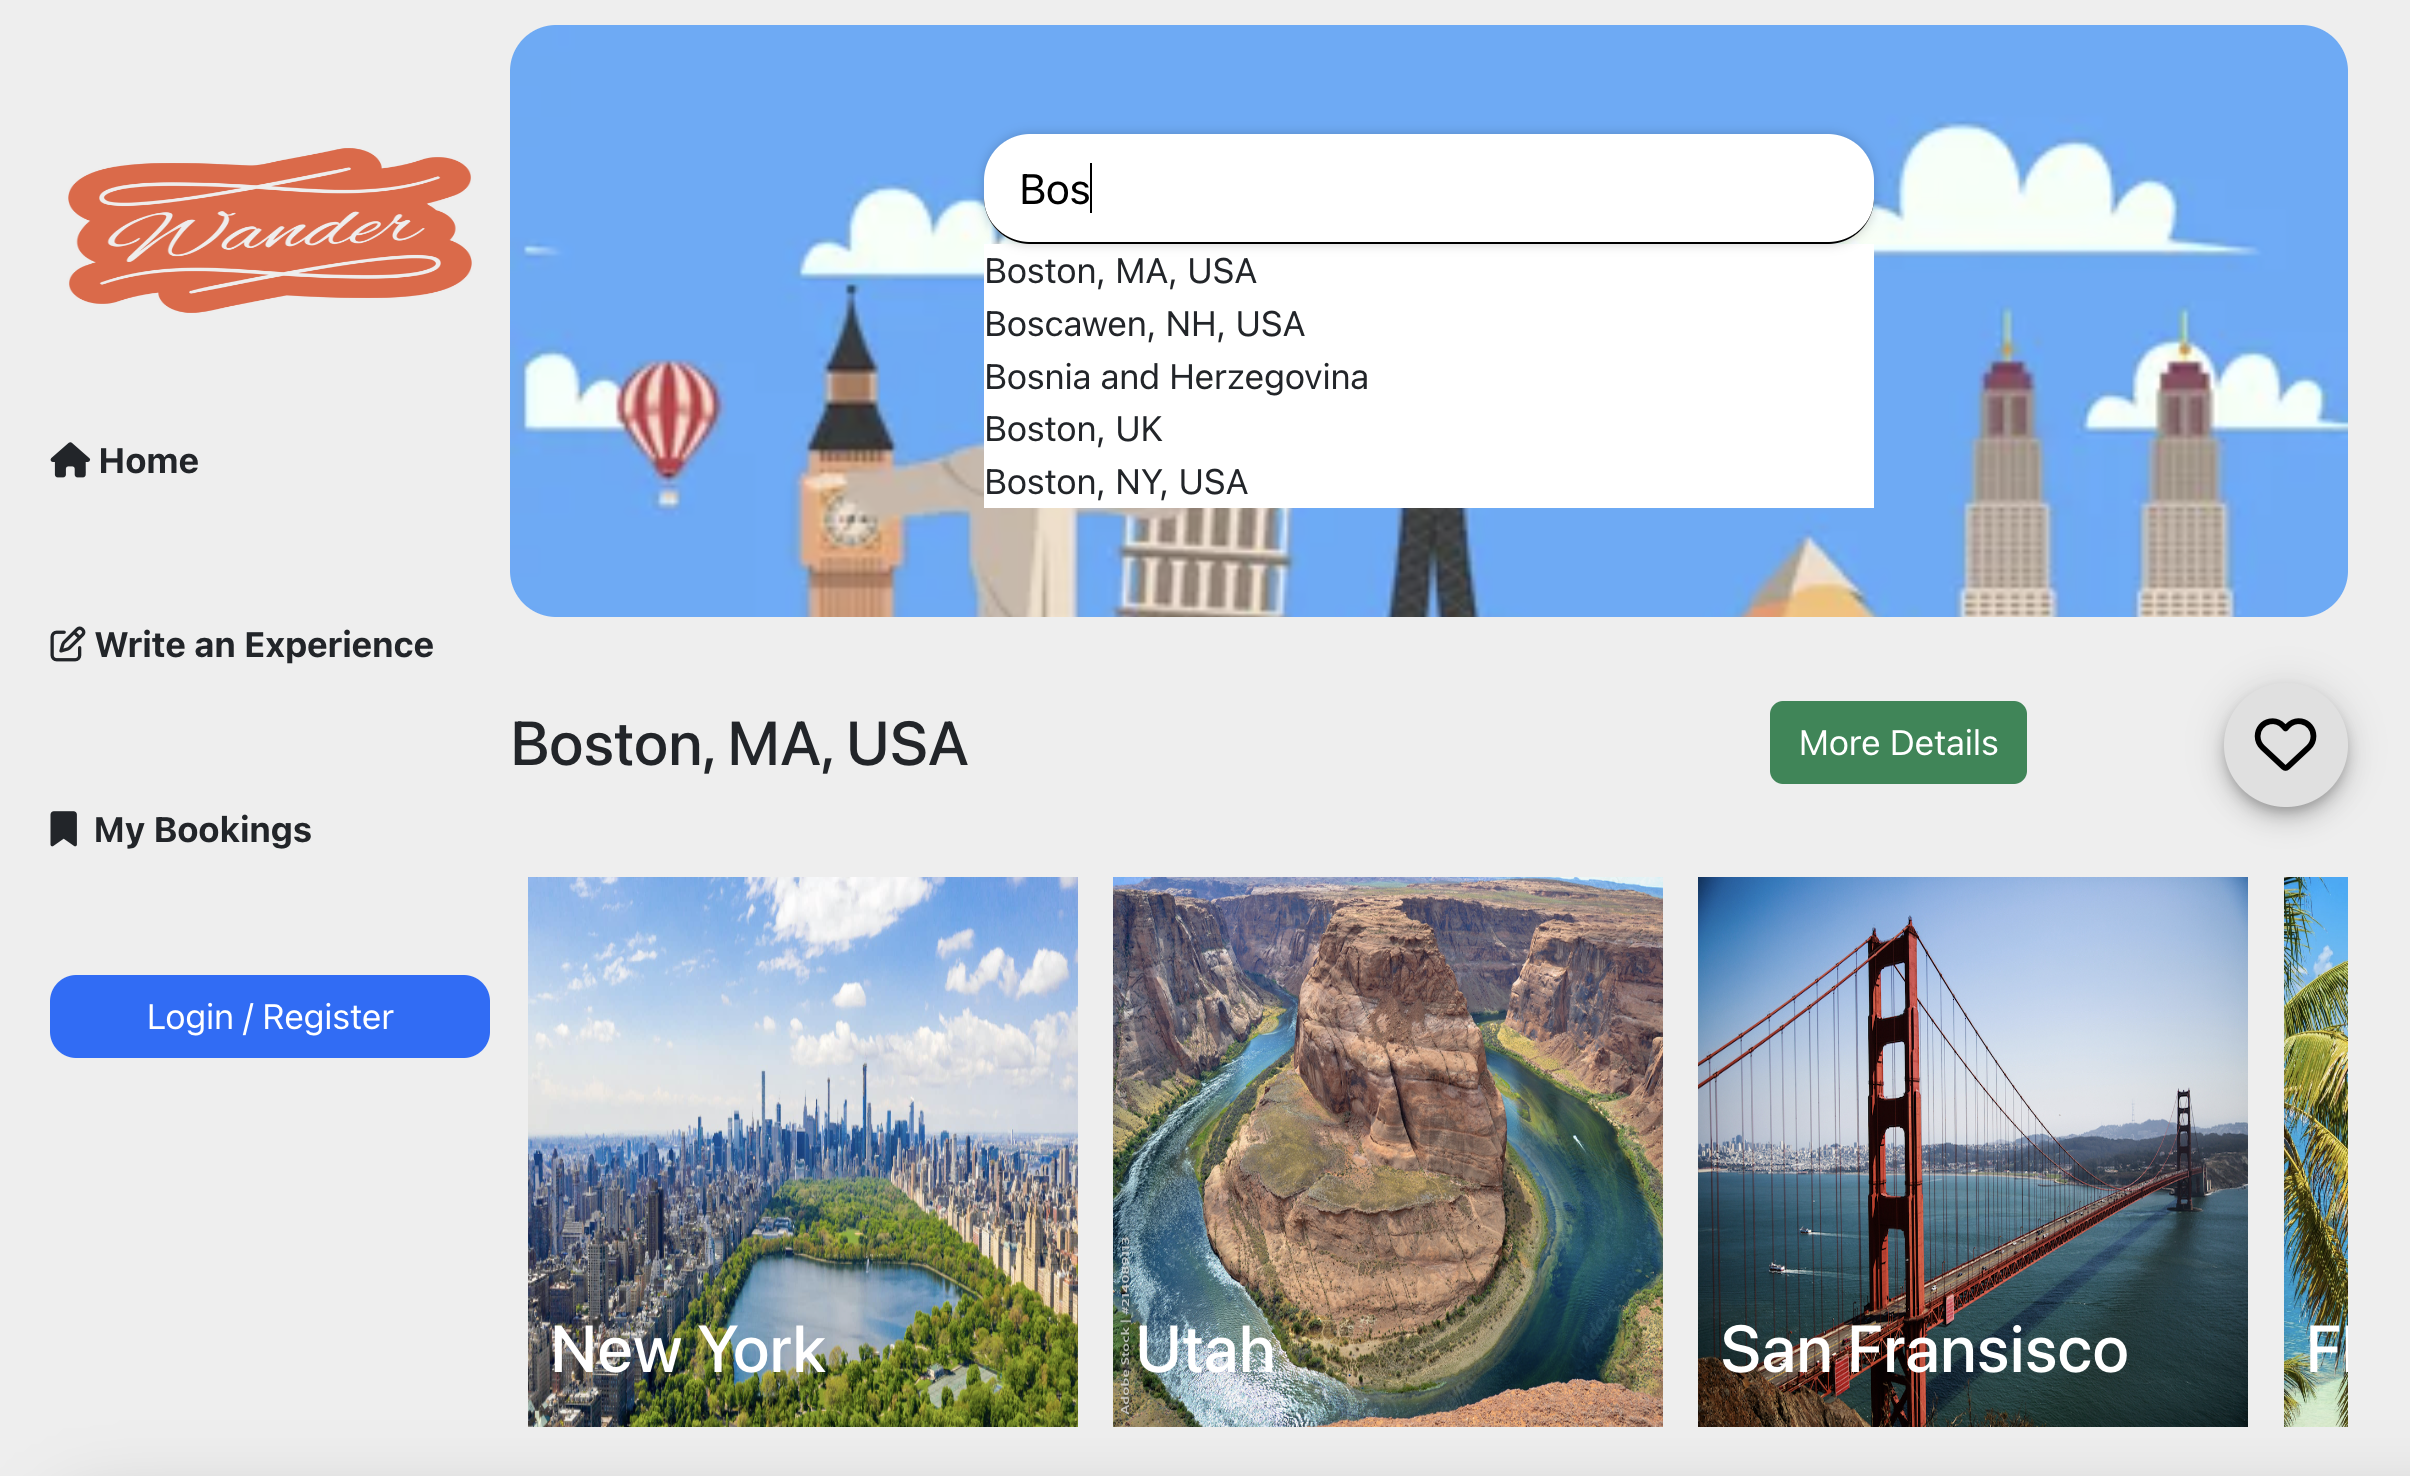 Wander
Home
Write an Experience
My Bookings
Login / Register
Bos
Boston, MA, USA
Boscawen, NH, USA
Bosnia and Herzegovina
Boston, UK
Boston, NY, USA
Boston, MA, USA
More Details
New York
Utah
San Fransisco